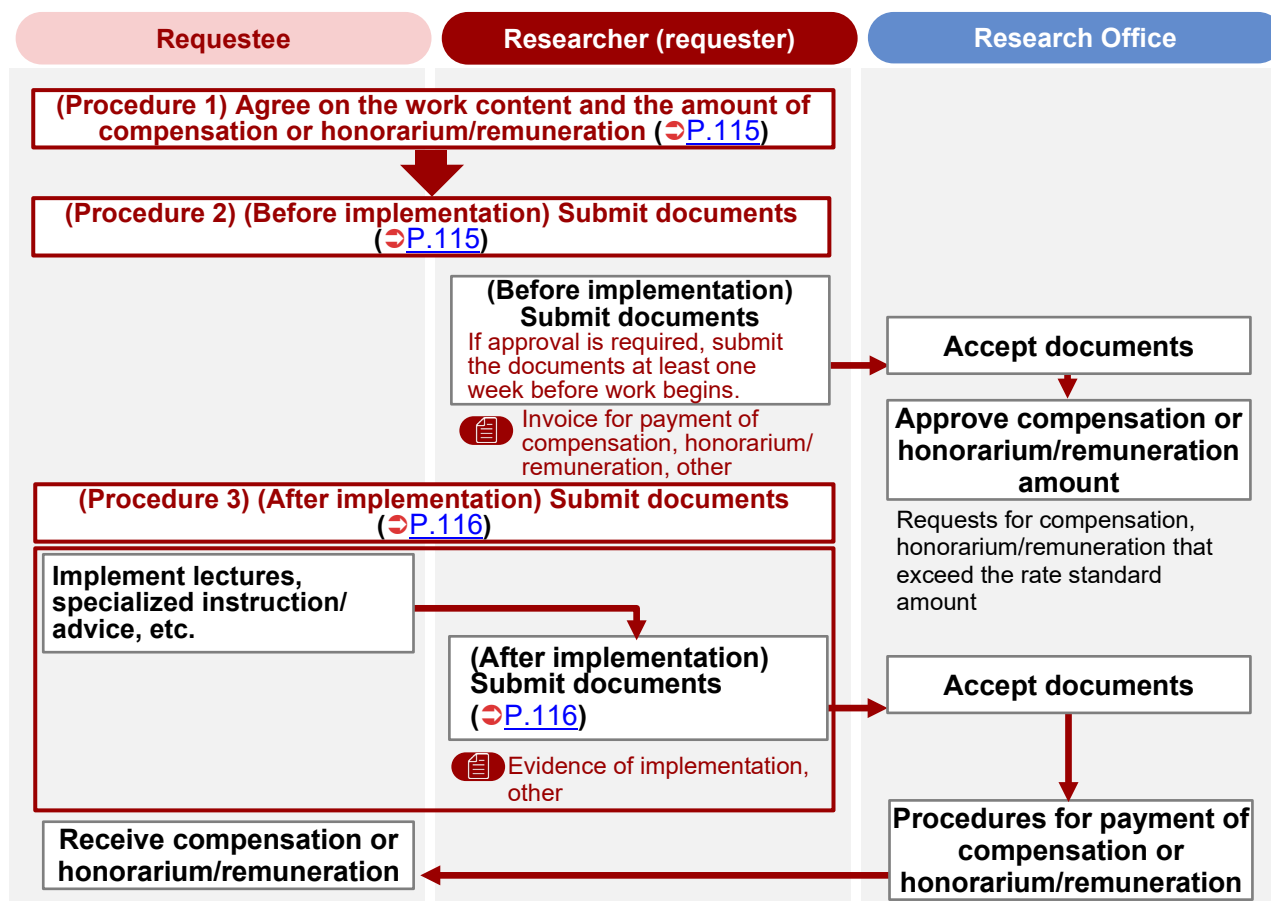 Requestee
Researcher (requester)
Research Office
(Procedure 1) Agree on the work content and the amount of
compensation or honorarium/remuneration (➲P.115)
(Procedure 2) (Before implementation) Submit documents
(➲P.115)
(Before implementation)
Submit documents
If approval is required, submit
the documents at least one
week before work begins.
Accept documents
Invoice for payment of
compensation, honorarium/
remuneration, other
Approve compensation or
honorarium/remuneration
amount
Requests for compensation,
honorarium/remuneration that
exceed the rate standard
amount
(Procedure 3) (After implementation) Submit documents
(➲P.116)
Implement lectures,
specialized instruction/
advice, etc.
(After implementation)
Submit documents
(➲P.116)
Accept documents
Evidence of implementation,
other
Procedures for payment of
compensation or
honorarium/remuneration
Receive compensation or
honorarium/remuneration